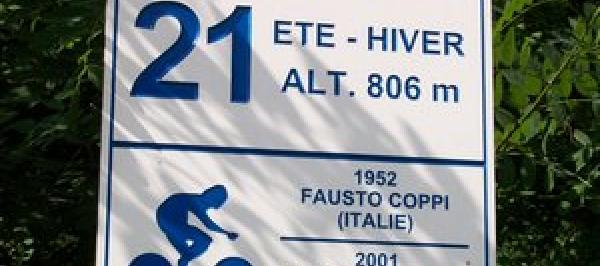 21 ETE - HIVER
ALT. 806 m
1952
FAUSTO COPPI
(ITALIE)
2001